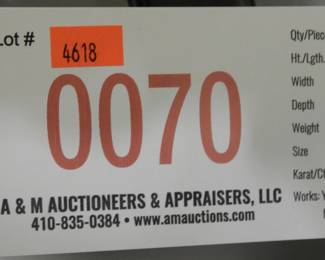 Lot #
4618
0070
A & M AUCTIONEERS & APPRAISERS, LLC
410-835-0384 • www.amauctions.com
Qty/Piec
Ht./Lgth.
Width
Depth
Weight
Size
Karat/Ct
Works: Y